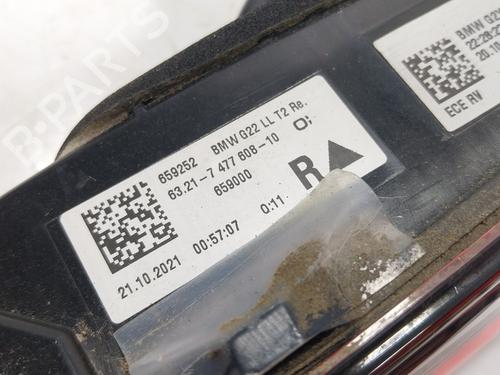 659252 BMW G22 LL T2 Re.
63.21-7 477 608-10
659000
R
21.10.2021 00:57:07 0:11
BMW
ECE RV